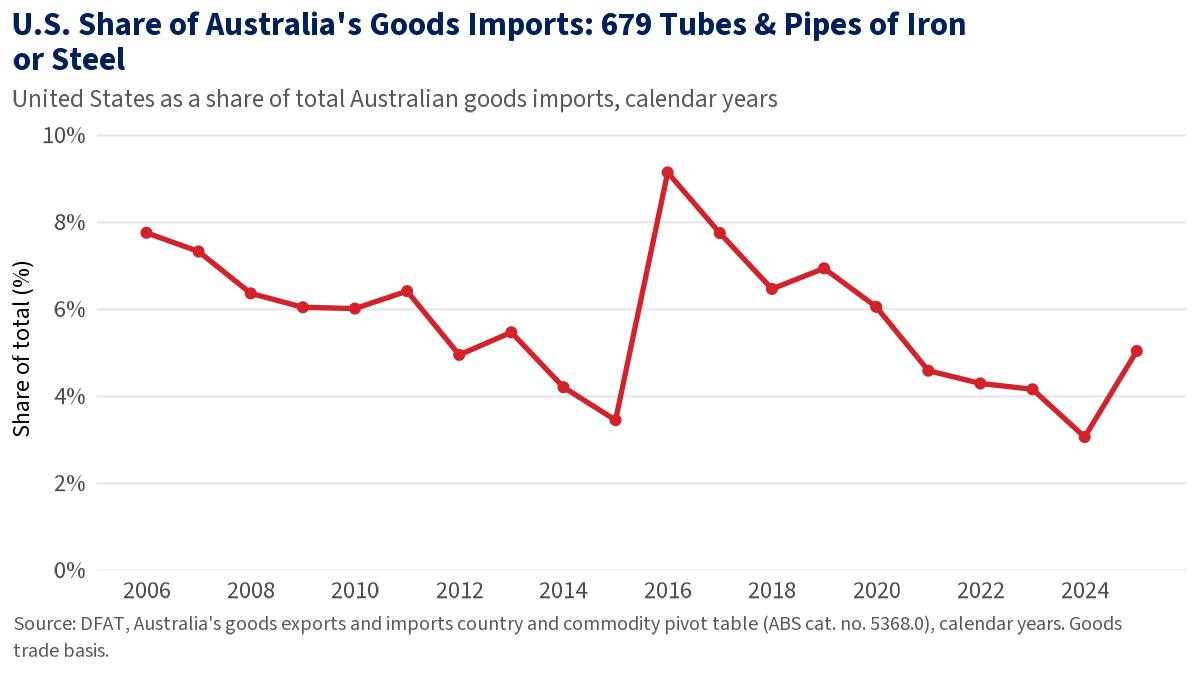 U.S. Share of Australia's Goods Imports: 679 Tubes & Pipes of Iron
or Steel
United States as a share of total Australian goods imports, calendar years
Share of total (%)
10%
8%
6%
4%
2%
0%
2006 2008 2010 2012 2014 2016 2018 2020 2022 2024
Source: DFAT, Australia's goods exports and imports country and commodity pivot table (ABS cat. no. 5368.0), calendar years. Goods
trade basis.